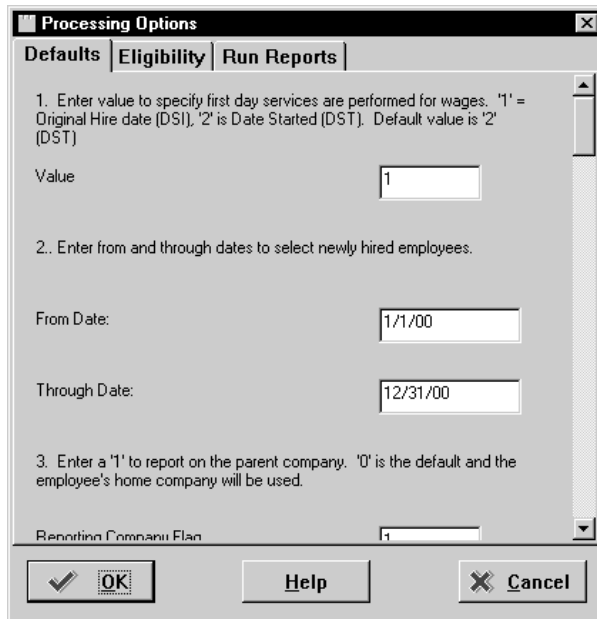 Processing Options
Defaults Eligibility Run Reports
1. Enter value to specify first day services are performed for wages. '1' =
Original Hire date (DSI), '2' is Date Started (DST). Default value is '2'
(DST)
Value 1
2.. Enter from and through dates to select newly hired employees.
From Date: 1/1/00
Through Date: 12/31/00
3. Enter a '1' to report on the parent company. '0' is the default and the
employee's home company will be used.
Reporting Company Flag 1
OK Help Cancel